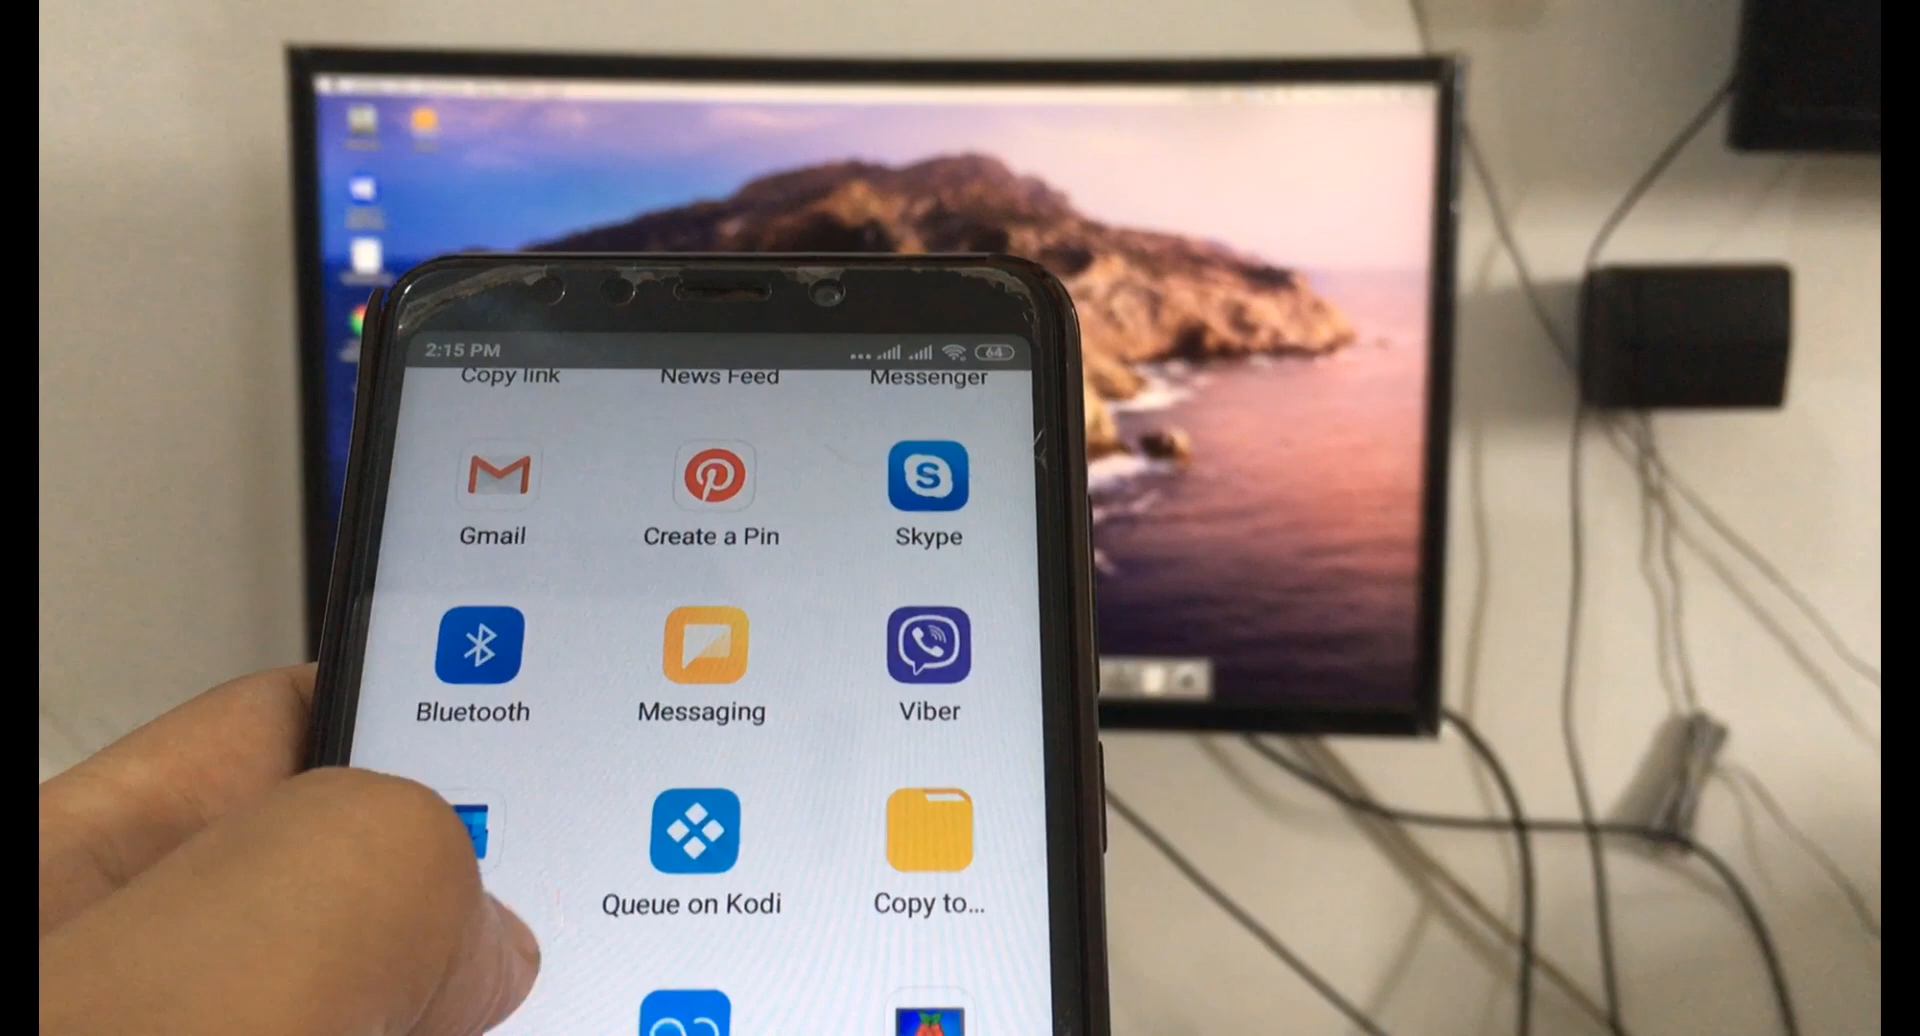 2:15 PM 64
Copy link News Feed Messenger
Gmail Create a Pin Skype
Bluetooth Messaging Viber
Queue on Kodi Copy to...